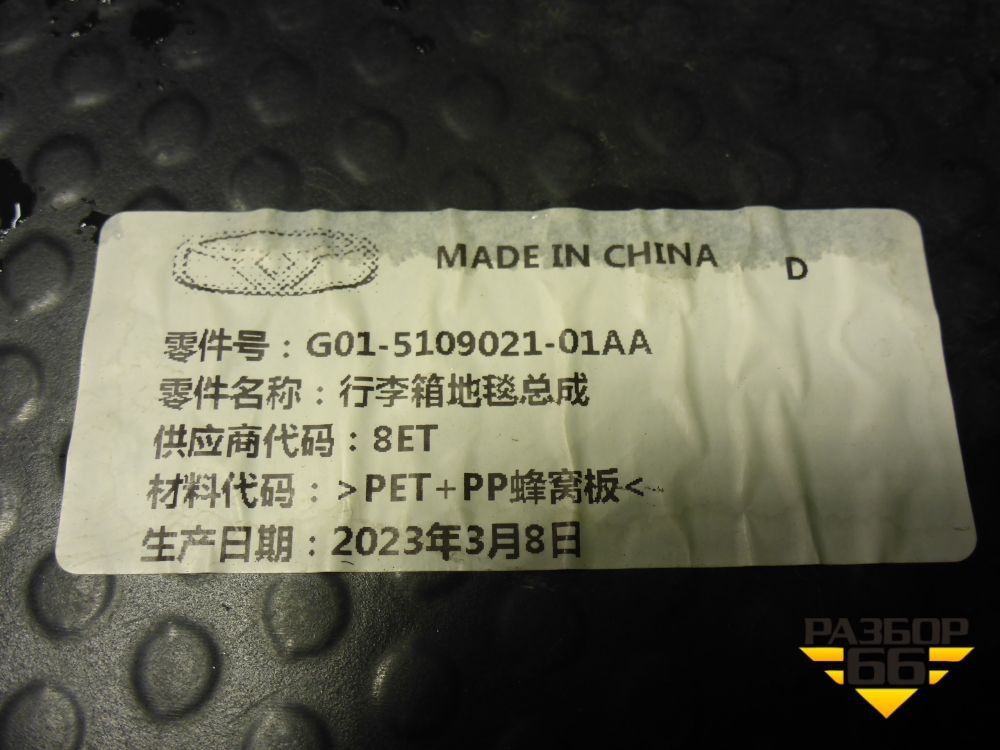 MADE IN CHINA D
零件号：G01-5109021-01AA
零件名称：行李箱地毯总成
供应商代码：8ET
材料代码：>PET+PP蜂窝板<
生产日期：2023年3月8日
РАЗБОР
66